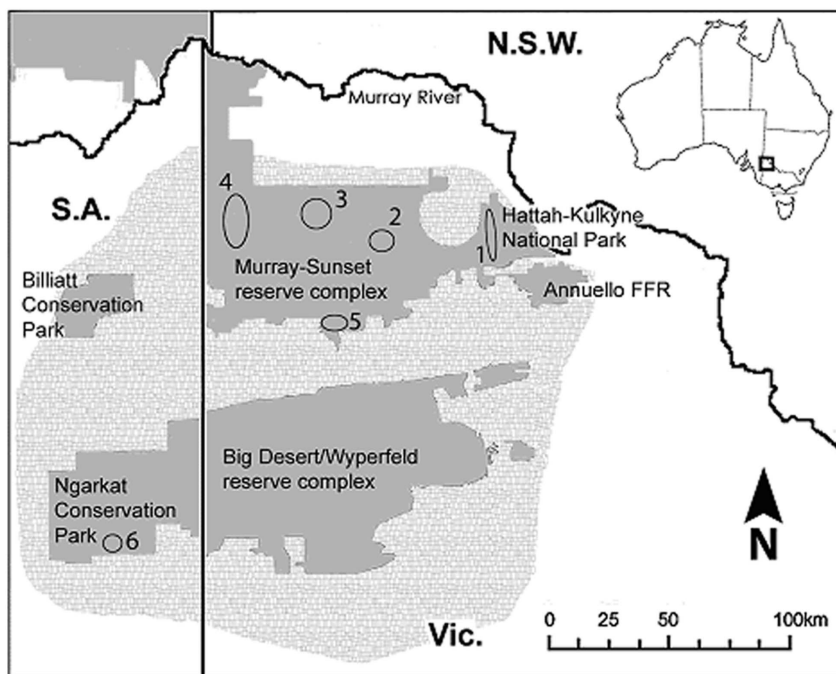 N.S.W.
Murray River
S.A.
4
3
2
1
Hattah-Kulkyne
National Park
Murray-Sunset
reserve complex
Billiatt
Conservation
Park
Annuello FFR
5
Big Desert/Wyperfeld
reserve complex
Ngarkat
Conservation
Park
6
N
Vic.
0 25 50 100km